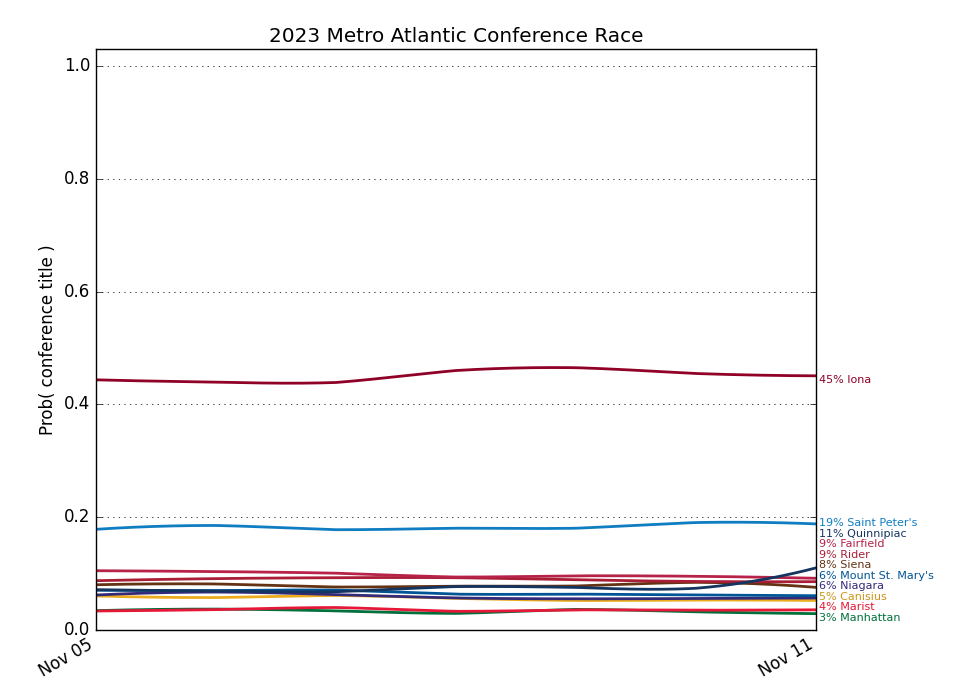 2023 Metro Atlantic Conference Race
Prob( conference title )
1.0
0.8
0.6
0.4
0.2
0.0
Nov 05
Nov 11
45% Iona
19% Saint Peter's
11% Quinnipiac
9% Fairfield
9% Rider
8% Siena
6% Mount St. Mary's
6% Niagara
5% Canisius
4% Marist
3% Manhattan